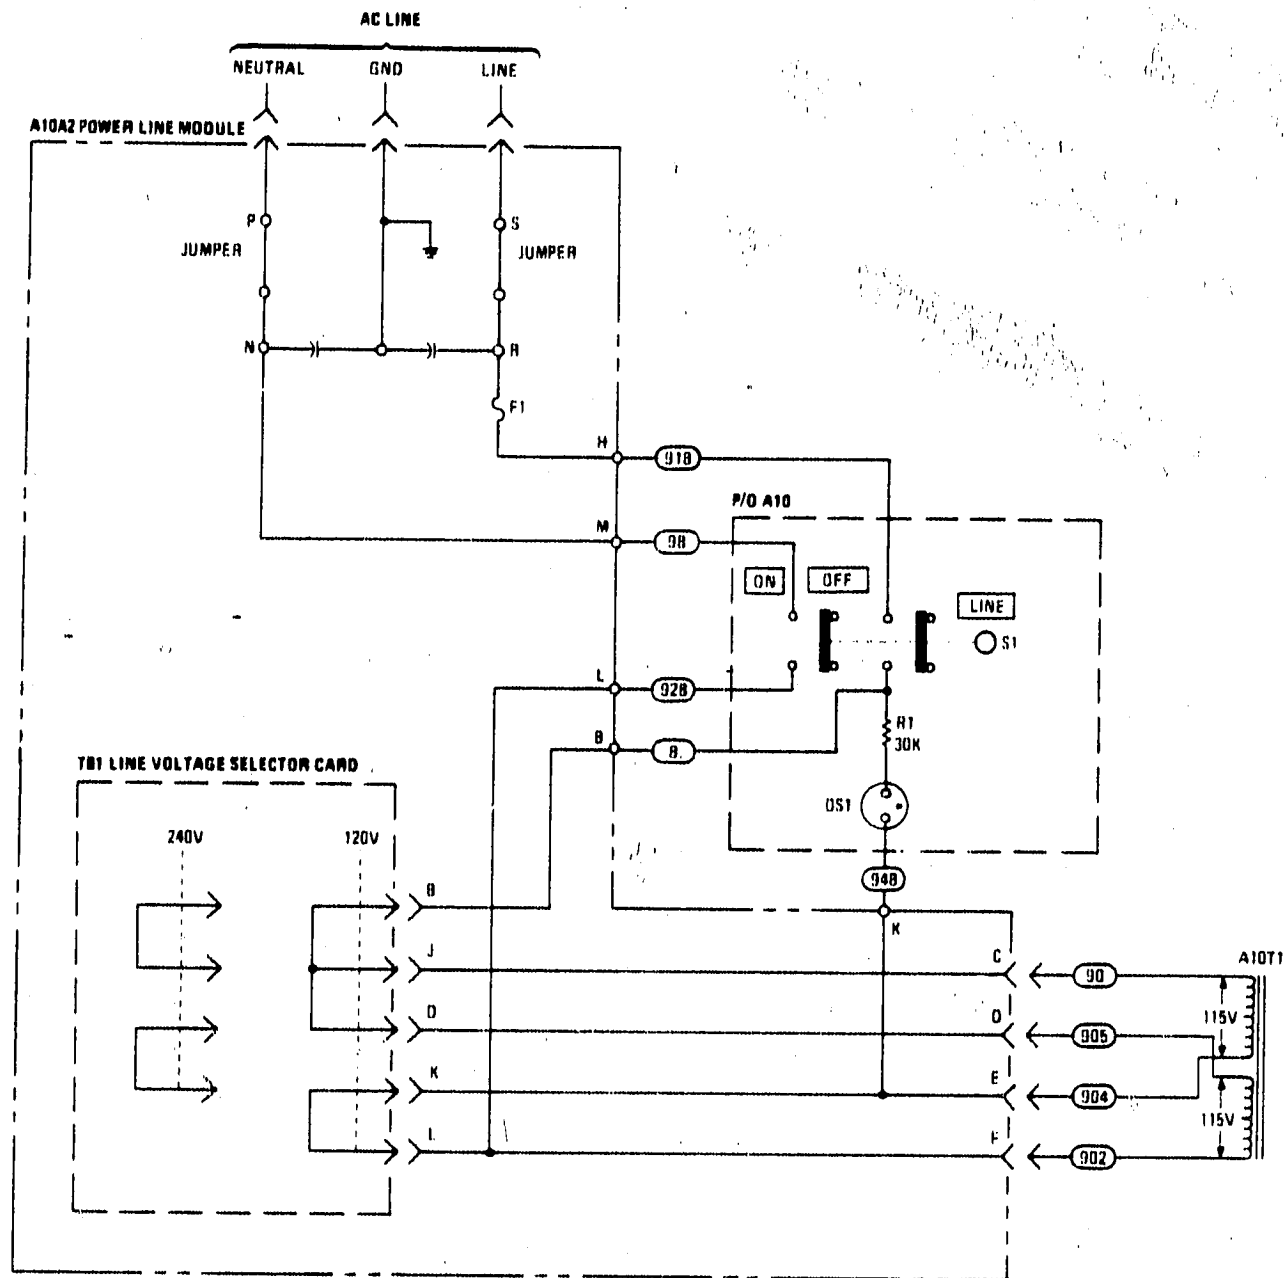 AC LINE
NEUTRAL GND LINE
A10A2 POWER LINE MODULE
P S
JUMPER JUMPER
N R
F1
H 918
P/O A10
M 98
ON OFF
LINE
S1
L 928
R1
30K
B 8
TB1 LINE VOLTAGE SELECTOR CARD
DS1
240V 120V
948
B
K
J C 90 A10T1
115V
D D 905
K E 904
115V
L F 902